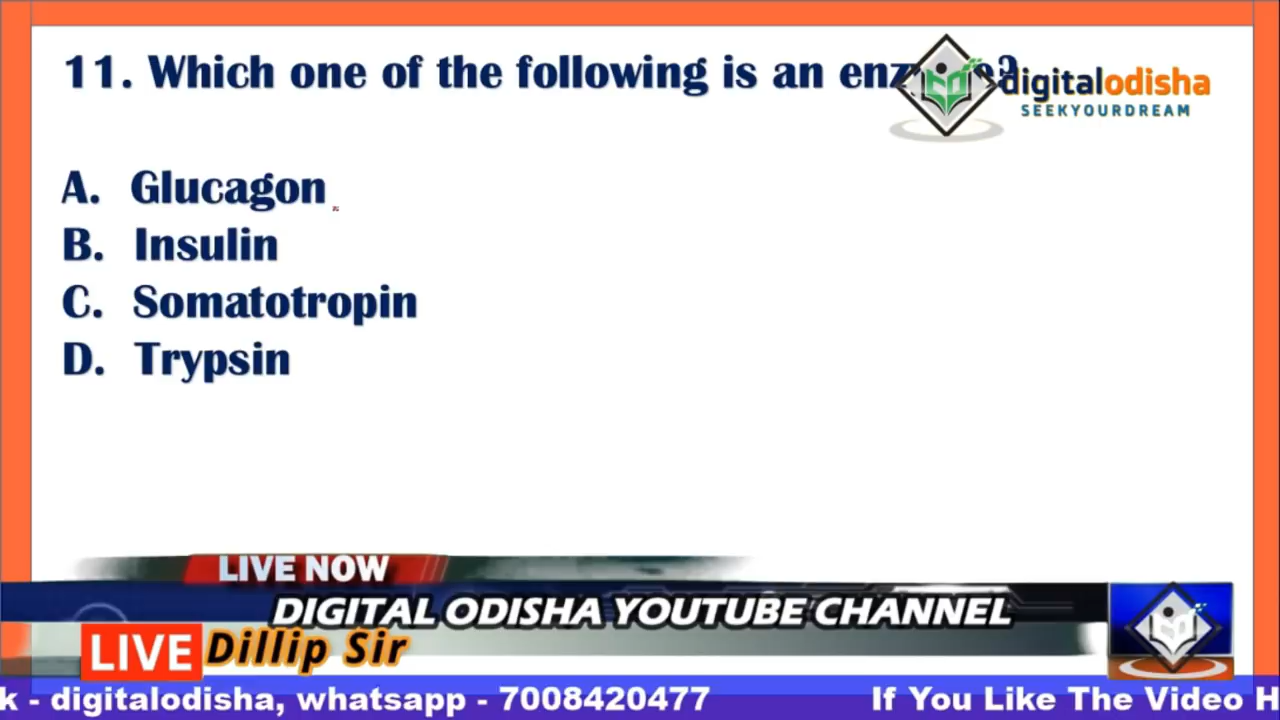 11. Which one of the following is an
digitalodisha
SEEKYOURDREAM
A. Glucagon
B. Insulin
C. Somatotropin
D. Trypsin
LIVE NOW
DIGITAL ODISHA YOUTUBE CHANNEL
LIVE Dillip Sir
k - digitalodisha, whatsapp - 7008420477 If You Like The Video H